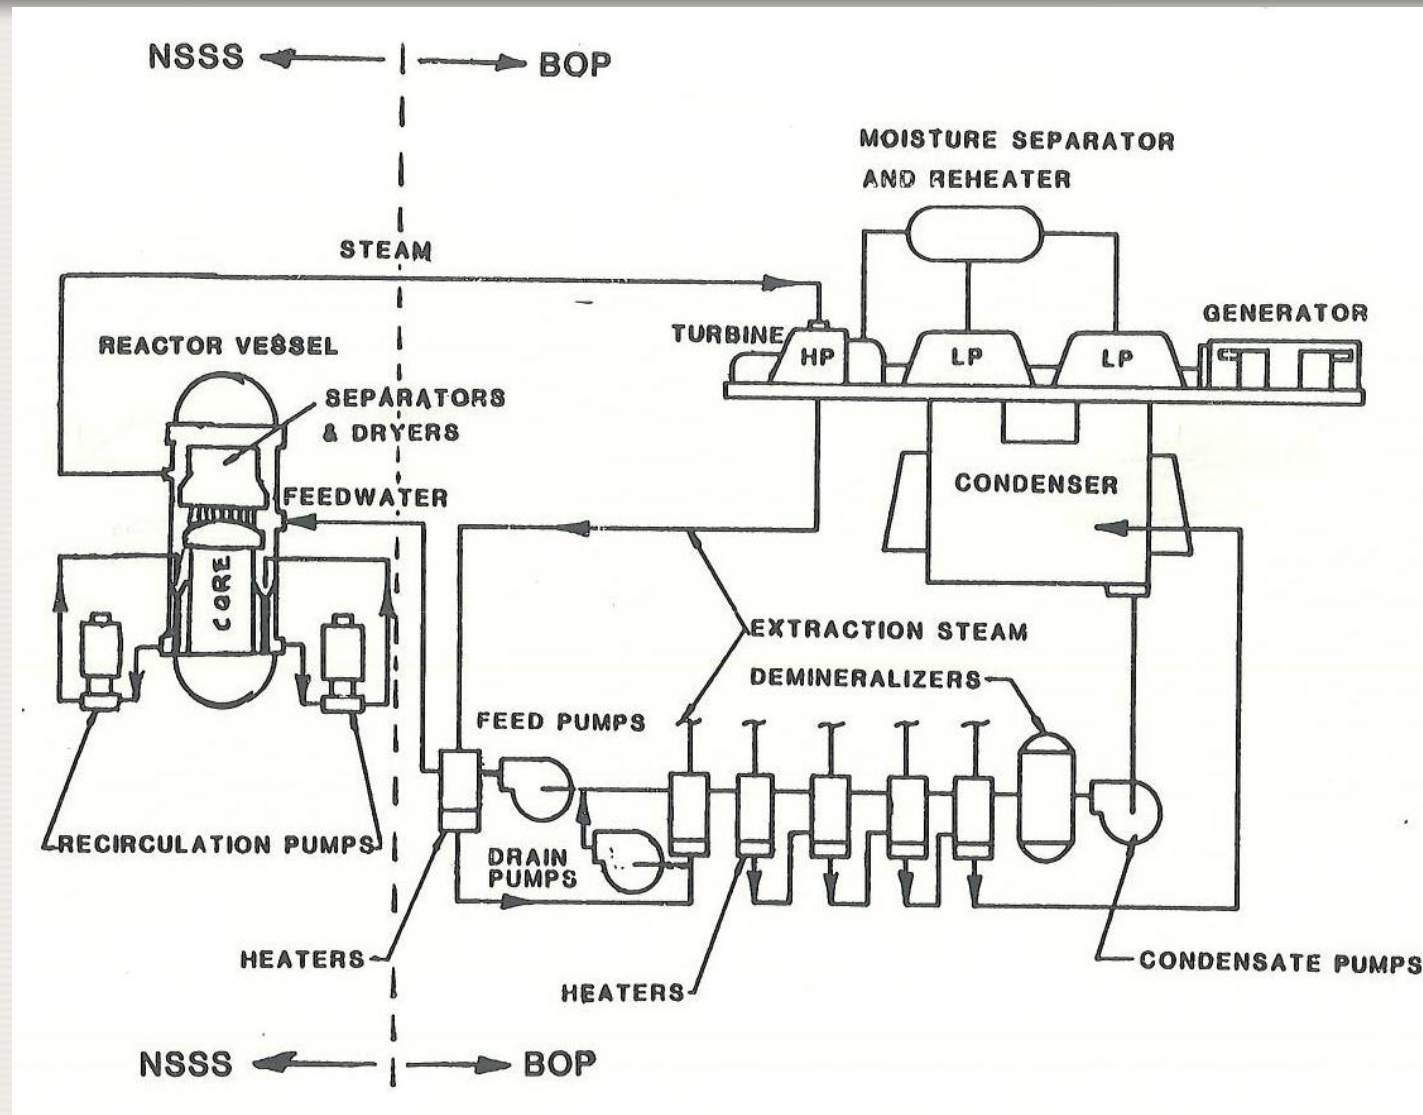 NSSS
BOP
MOISTURE SEPARATOR
AND REHEATER
STEAM
GENERATOR
TURBINE
REACTOR VESSEL
HP
LP
LP
SEPARATORS
& DRYERS
CONDENSER
FEEDWATER
CORE
EXTRACTION STEAM
DEMINERALIZERS
FEED PUMPS
RECIRCULATION PUMPS
DRAIN
PUMPS
HEATERS
CONDENSATE PUMPS
HEATERS
NSSS
BOP